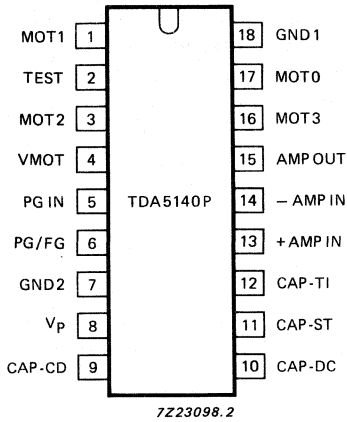 MOT1 1 18 GND1
TEST 2 17 MOT0
MOT2 3 16 MOT3
VMOT 4 15 AMP OUT
PG IN 5 TDA5140P 14 – AMP IN
PG/FG 6 13 +AMP IN
GND2 7 12 CAP-TI
VP 8 11 CAP-ST
CAP-CD 9 10 CAP-DC
7Z23098.2